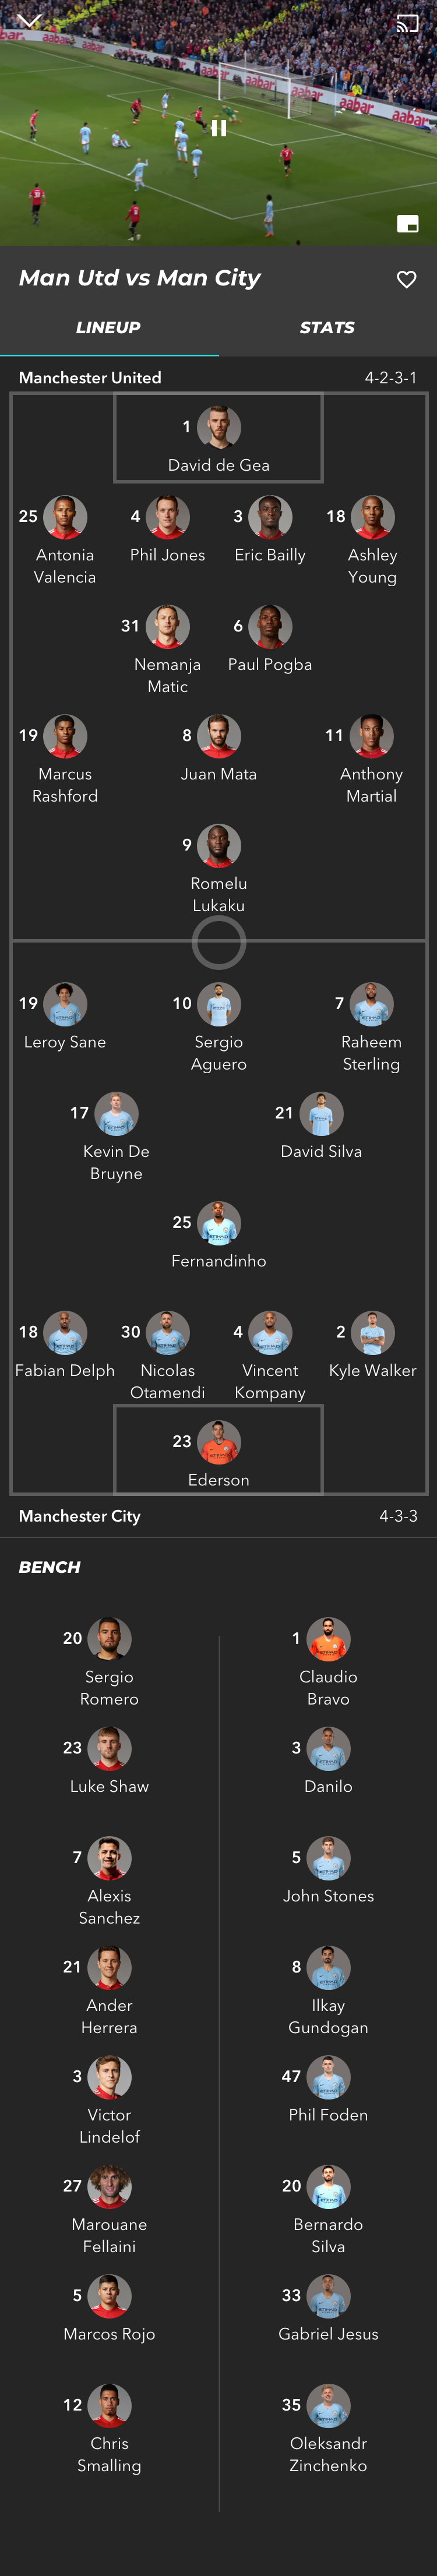 aabar
aabar
aabar
aabar
aabar
Man Utd vs Man City
LINEUP STATS
Manchester United 4-2-3-1
1
David de Gea
25 4 3 18
Antonia Phil Jones Eric Bailly Ashley
Valencia Young
31 6
Nemanja Paul Pogba
Matic
19 8 11
Marcus Juan Mata Anthony
Rashford Martial
9
Romelu
Lukaku
19 10 7
Leroy Sane Sergio Raheem
Aguero Sterling
17 21
Kevin De David Silva
Bruyne
25
Fernandinho
18 30 4 2
Fabian Delph Nicolas Vincent Kyle Walker
Otamendi Kompany
23
Ederson
Manchester City 4-3-3
BENCH
20 1
Sergio Claudio
Romero Bravo
23 3
Luke Shaw Danilo
7 5
Alexis John Stones
Sanchez
21 8
Ander Ilkay
Herrera Gundogan
3 47
Victor Phil Foden
Lindelof
27 20
Marouane Bernardo
Fellaini Silva
5 33
Marcos Rojo Gabriel Jesus
12 35
Chris Oleksandr
Smalling Zinchenko